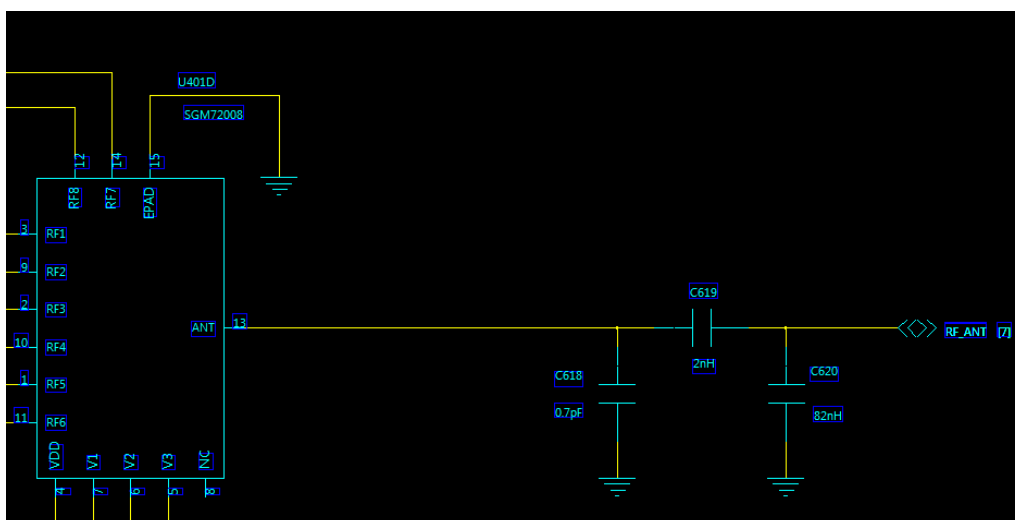 U401D
SGM72008
12
14
15
RF8
RF7
EPAD
3
RF1
9
RF2
2
RF3
10
RF4
1
RF5
11
RF6
ANT
13
VDD
V1
V2
V3
NC
4
7
6
5
8
C619
2nH
C618
0.7pF
C620
82nH
RF_ANT [7]